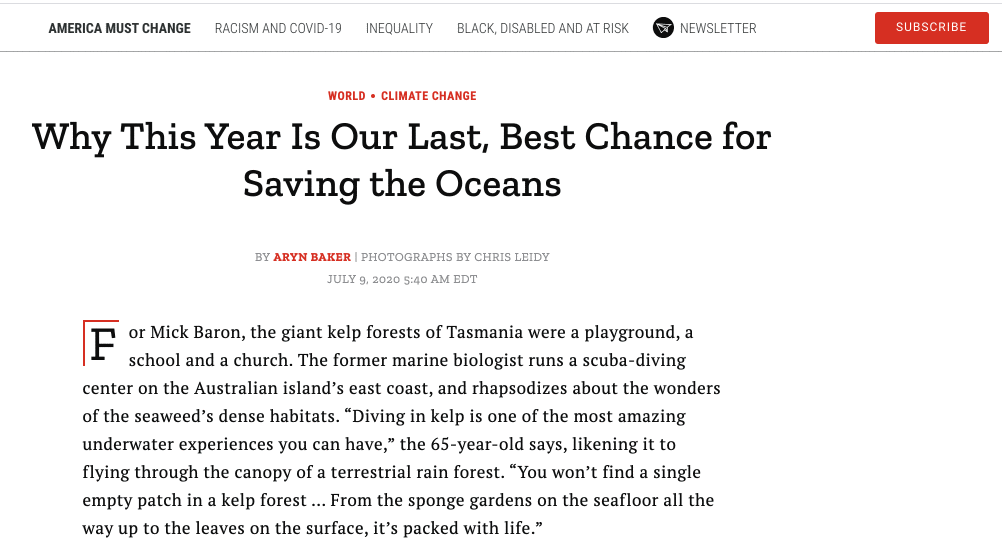 AMERICA MUST CHANGE RACISM AND COVID-19 INEQUALITY BLACK, DISABLED AND AT RISK NEWSLETTER SUBSCRIBE
WORLD • CLIMATE CHANGE
Why This Year Is Our Last, Best Chance for
Saving the Oceans
BY ARYN BAKER | PHOTOGRAPHS BY CHRIS LEIDY
JULY 9, 2020 5:40 AM EDT
For Mick Baron, the giant kelp forests of Tasmania were a playground, a
school and a church. The former marine biologist runs a scuba-diving
center on the Australian island’s east coast, and rhapsodizes about the wonders
of the seaweed’s dense habitats. “Diving in kelp is one of the most amazing
underwater experiences you can have,” the 65-year-old says, likening it to
flying through the canopy of a terrestrial rain forest. “You won’t find a single
empty patch in a kelp forest … From the sponge gardens on the seafloor all the
way up to the leaves on the surface, it’s packed with life.”